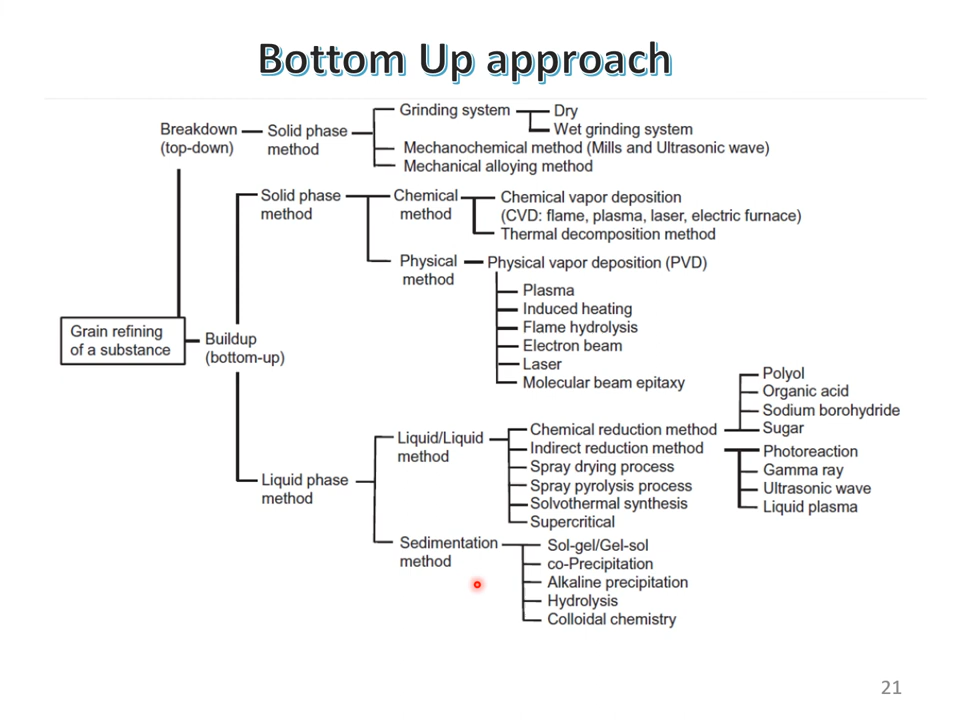 Bottom Up approach
Grinding system
Dry
Wet grinding system
Breakdown
(top-down)
Solid phase
method
Mechanochemical method (Mills and Ultrasonic wave)
Mechanical alloying method
Solid phase
method
Chemical
method
Chemical vapor deposition
(CVD: flame, plasma, laser, electric furnace)
Thermal decomposition method
Physical
method
Physical vapor deposition (PVD)
Plasma
Induced heating
Flame hydrolysis
Electron beam
Laser
Molecular beam epitaxy
Grain refining
of a substance
Buildup
(bottom-up)
Liquid phase
method
Liquid/Liquid
method
Chemical reduction method
Indirect reduction method
Spray drying process
Spray pyrolysis process
Solvothermal synthesis
Supercritical
Polyol
Organic acid
Sodium borohydride
Sugar
Photoreaction
Gamma ray
Ultrasonic wave
Liquid plasma
Sedimentation
method
Sol-gel/Gel-sol
co-Precipitation
Alkaline precipitation
Hydrolysis
Colloidal chemistry
21